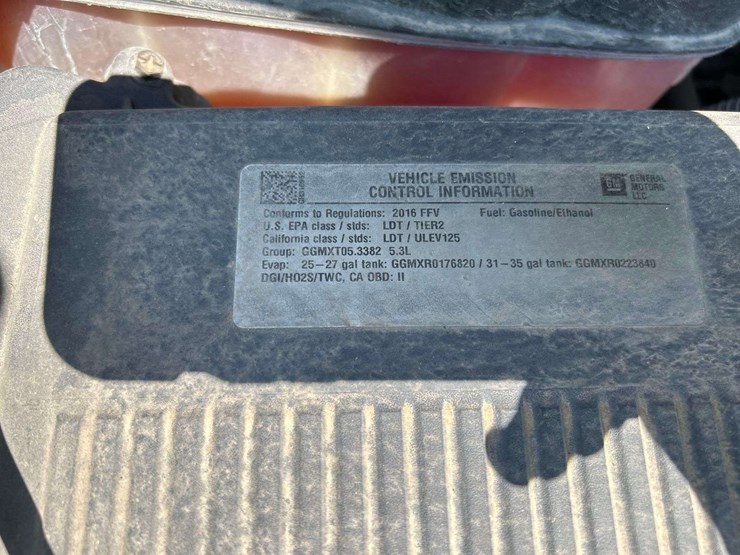 VEHICLE EMISSION
CONTROL INFORMATION
GM
GENERAL
MOTORS
LLC
Conforms to Regulations: 2016 FFV Fuel: Gasoline/Ethanol
U.S. EPA class / stds: LDT / TIER2
California class / stds: LDT / ULEV125
Group: GGMXT05.3382 5.3L
Evap: 25-27 gal tank: GGMXR0176820 / 31-35 gal tank: GGMXR0223840
DGI/HO2S/TWC, CA OBD: II